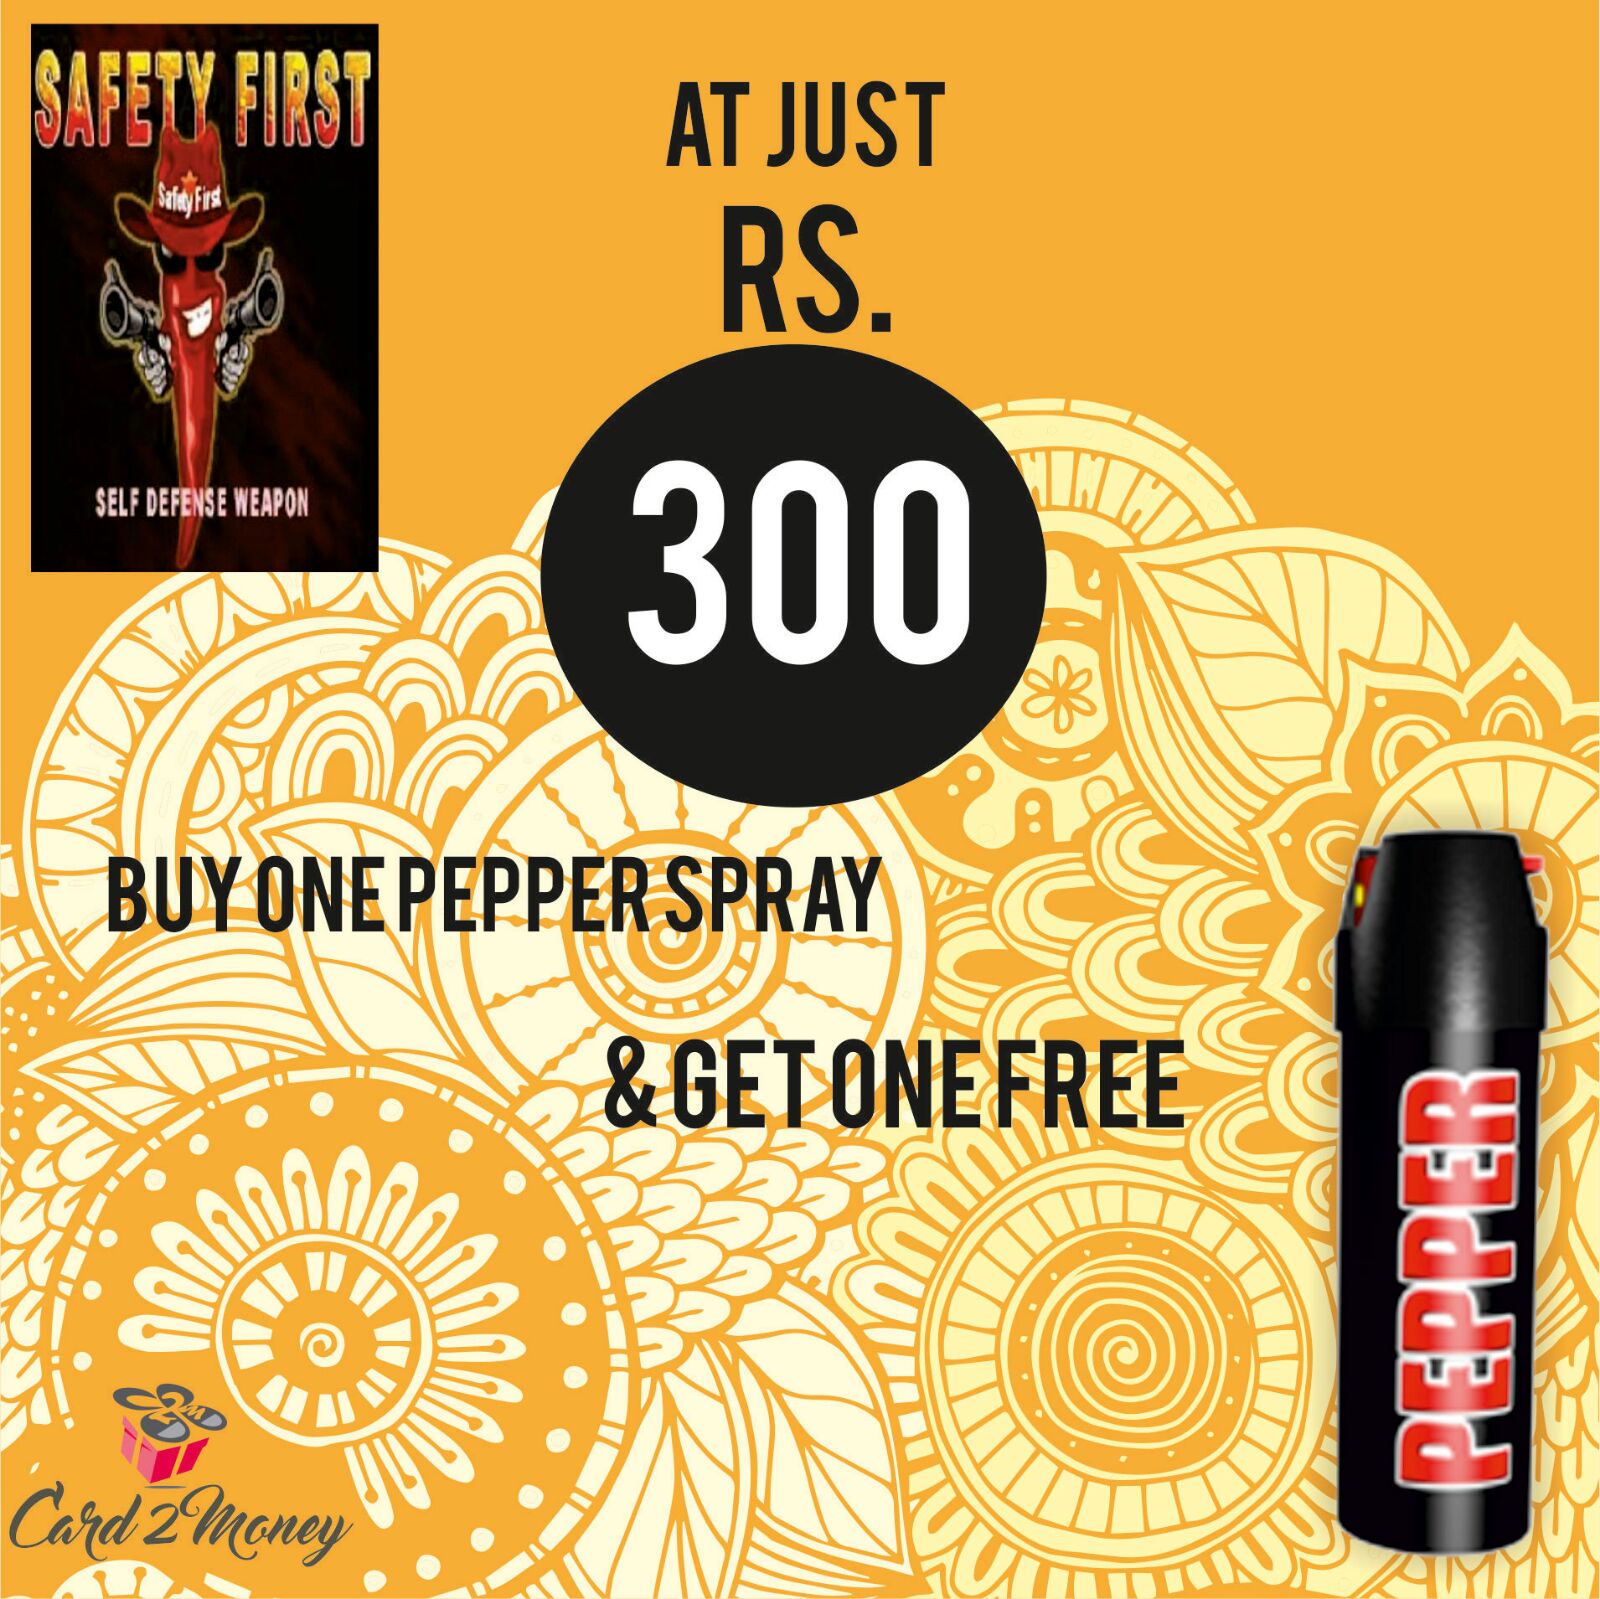 SAFETY FIRST
Safety First
SELF DEFENSE WEAPON
AT JUST
RS.
300
BUY ONE PEPPER SPRAY
& GET ONE FREE
PEPPER
C2M
Card 2 Money